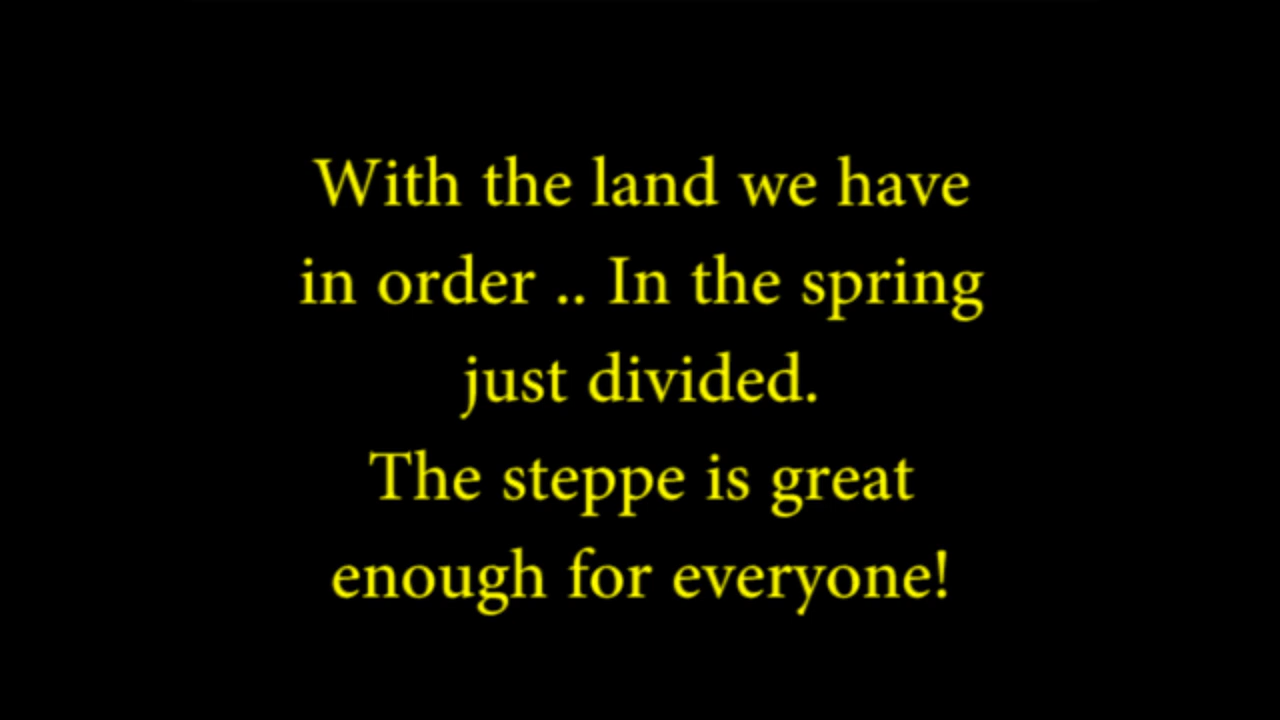 With the land we have
in order .. In the spring
just divided.
The steppe is great
enough for everyone!